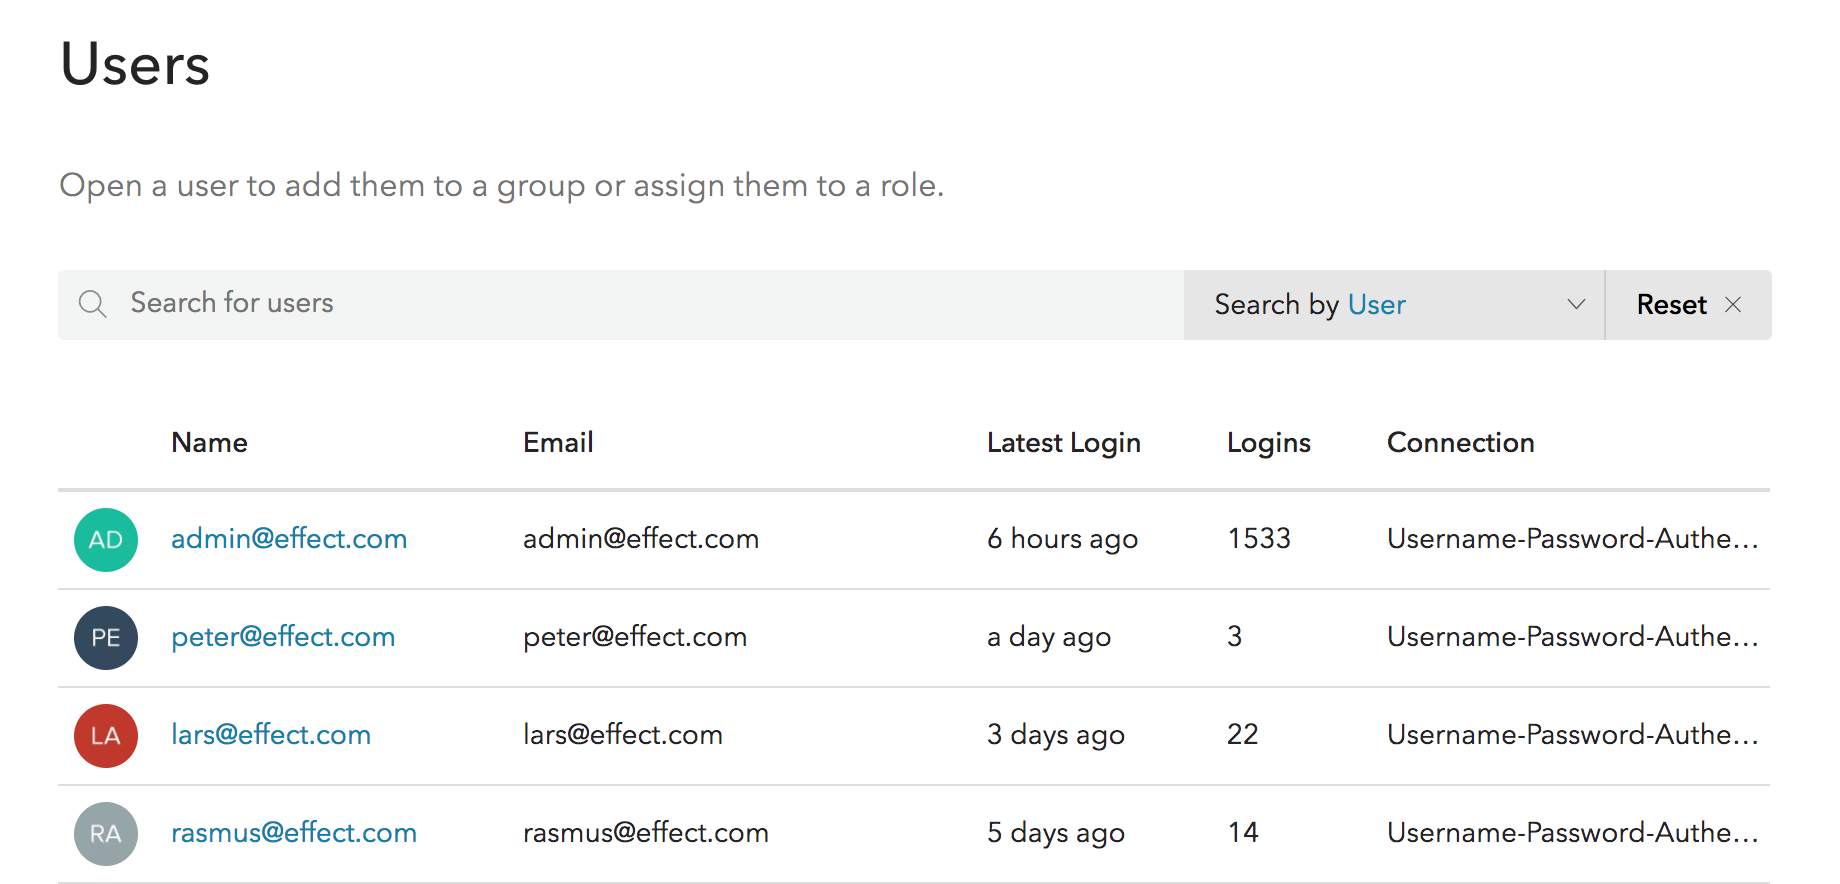 Users
Open a user to add them to a group or assign them to a role.
Search for users Search by User Reset
Name Email Latest Login Logins Connection
AD admin@effect.com admin@effect.com 6 hours ago 1533 Username-Password-Authe...
PE peter@effect.com peter@effect.com a day ago 3 Username-Password-Authe...
LA lars@effect.com lars@effect.com 3 days ago 22 Username-Password-Authe...
RA rasmus@effect.com rasmus@effect.com 5 days ago 14 Username-Password-Authe...